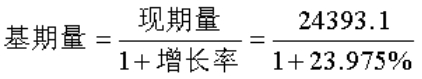 基期量 = 现期量 / (1+增长率) = 24393.1 / (1+23.975%)